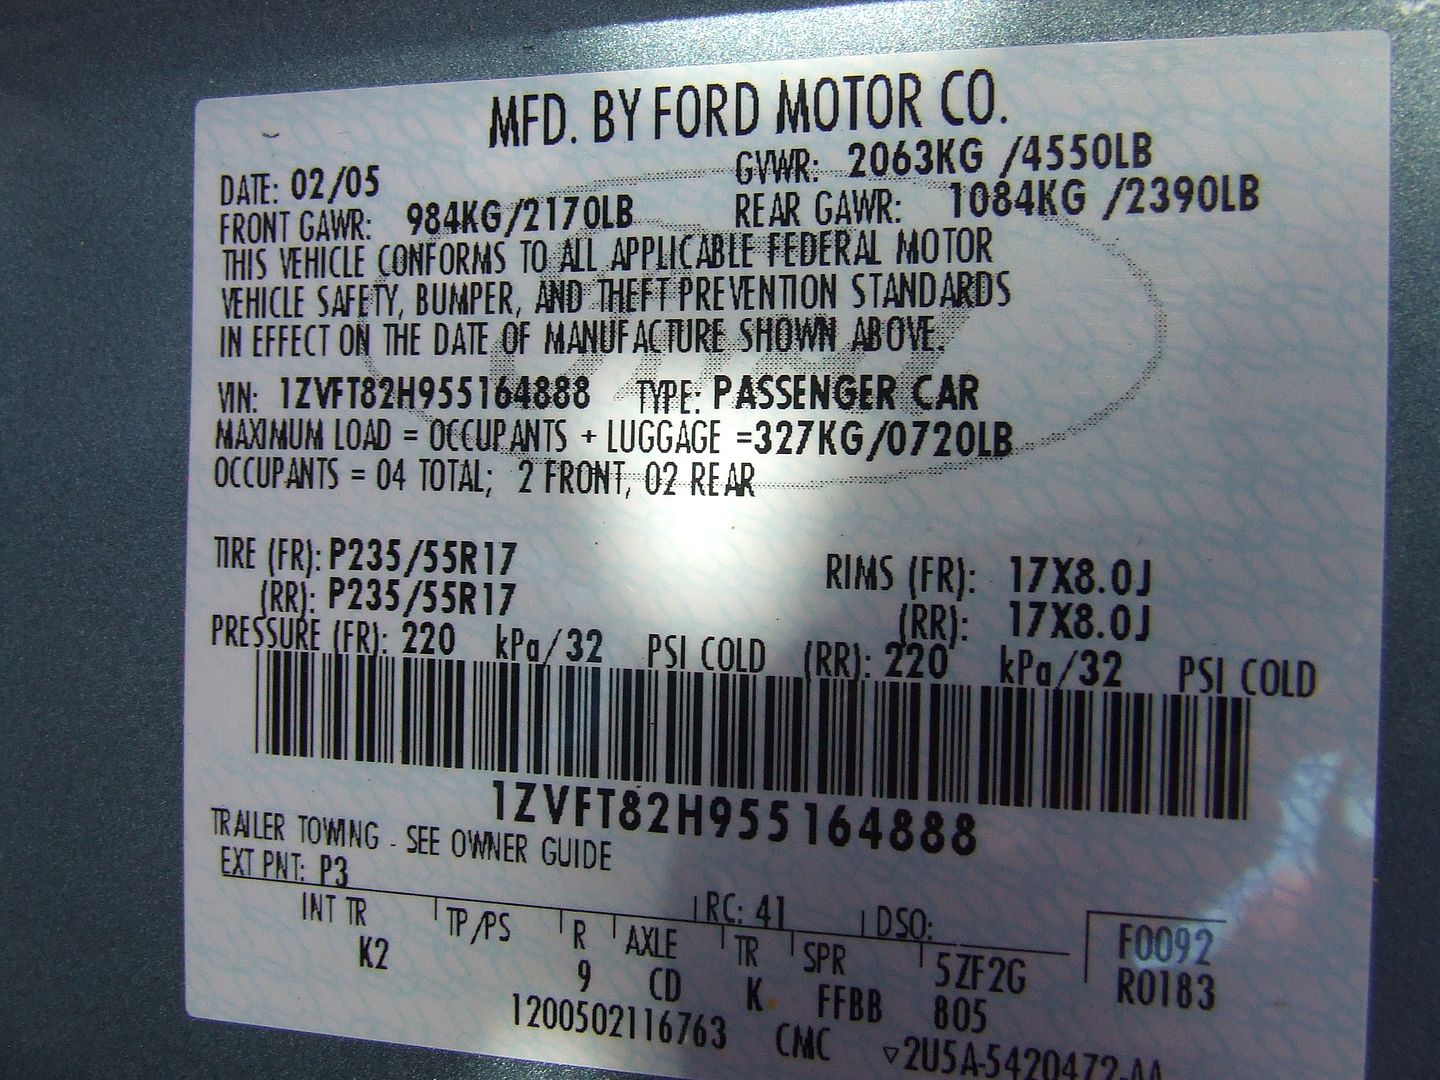 MFD. BY FORD MOTOR CO.
DATE: 02/05 GVWR: 2063KG /4550LB
FRONT GAWR: 984KG/2170LB REAR GAWR: 1084KG /2390LB
THIS VEHICLE CONFORMS TO ALL APPLICABLE FEDERAL MOTOR
VEHICLE SAFETY, BUMPER, AND THEFT PREVENTION STANDARDS
IN EFFECT ON THE DATE OF MANUFACTURE SHOWN ABOVE.
VIN: 1ZVFT82H955164888 TYPE: PASSENGER CAR
MAXIMUM LOAD = OCCUPANTS + LUGGAGE =327KG/0720LB
OCCUPANTS = 04 TOTAL; 2 FRONT, 02 REAR
TIRE (FR): P235/55R17 RIMS (FR): 17X8.0J
(RR): P235/55R17 (RR): 17X8.0J
PRESSURE (FR): 220 kPa/32 PSI COLD (RR): 220 kPa/32 PSI COLD
1ZVFT82H955164888
TRAILER TOWING - SEE OWNER GUIDE
EXT PNT: P3 RC: 41 DSO: F0092
INT TR TP/PS R AXLE TR SPR 5ZF2G R0183
K2 9 CD K FFBB 805
1200502116763 CMC ▽2U5A-5420472-AA